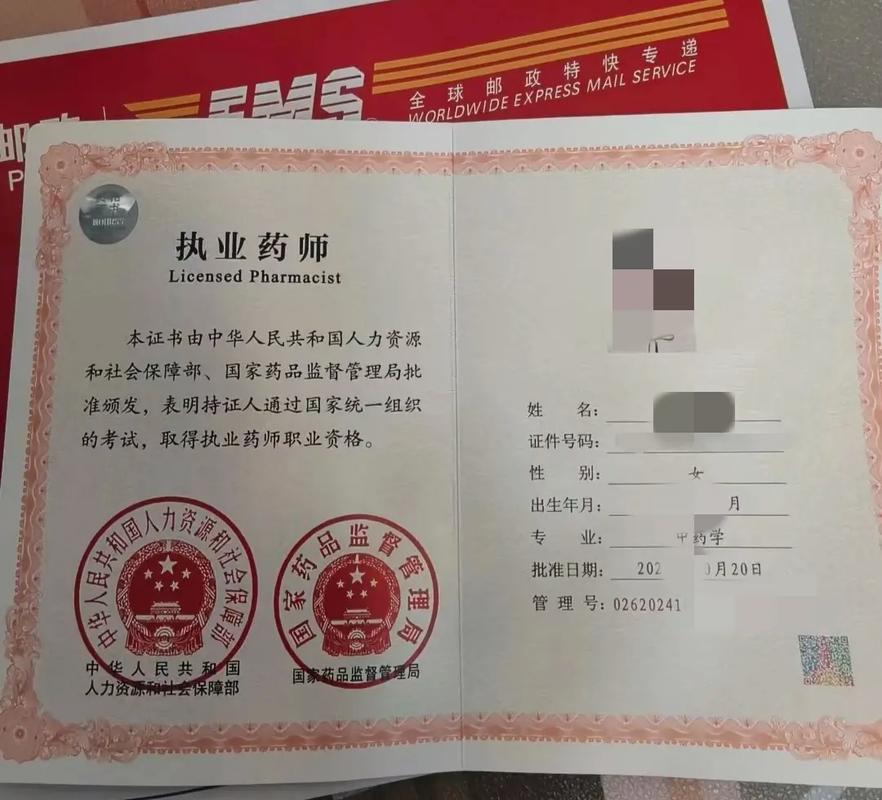 EMS
全球邮政特快专递
WORLDWIDE EXPRESS MAIL SERVICE
邮
P
执业药师
Licensed Pharmacist
本证书由中华人民共和国人力资源
和社会保障部、国家药品监督管理局批
准颁发，表明持证人通过国家统一组织
的考试，取得执业药师职业资格。
中华人民共和国人力资源和社会保障部
中华人民共和国
人力资源和社会保障部
国家药品监督管理局
国家药品监督管理局
姓 名：
证件号码：
性 别： 女
出生年月： 月
专 业： 中药学
批准日期： 202 月20日
管 理 号：02620241